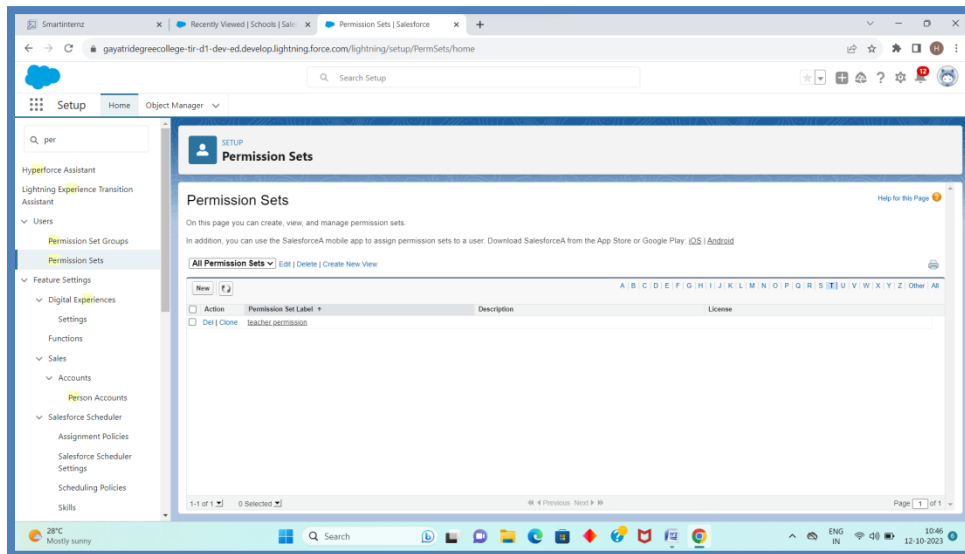 Smartinternz
Recently Viewed | Schools | Sale
Permission Sets | Salesforce
gayatridegreecollege-tir-d1-dev-ed.develop.lightning.force.com/lightning/setup/PermSets/home
H
Search Setup
12
Setup Home Object Manager
per
Hyperforce Assistant
Lightning Experience Transition
Assistant
Users
Permission Set Groups
Permission Sets
Feature Settings
Digital Experiences
Settings
Functions
Sales
Accounts
Person Accounts
Salesforce Scheduler
Assignment Policies
Salesforce Scheduler
Settings
Scheduling Policies
Skills
SETUP
Permission Sets
Permission Sets
Help for this Page
On this page you can create, view, and manage permission sets.
In addition, you can use the SalesforceA mobile app to assign permission sets to a user. Download SalesforceA from the App Store or Google Play: iOS | Android
All Permission Sets Edit | Delete | Create New View
New
A B C D E F G H I J K L M N O P Q R S T U V W X Y Z Other All
Action Permission Set Label Description License
Del | Clone teacher permission
1-1 of 1 0 Selected Previous Next Page 1 of 1
28°C
Mostly sunny
Search
ENG
IN
10:46
12-10-2023